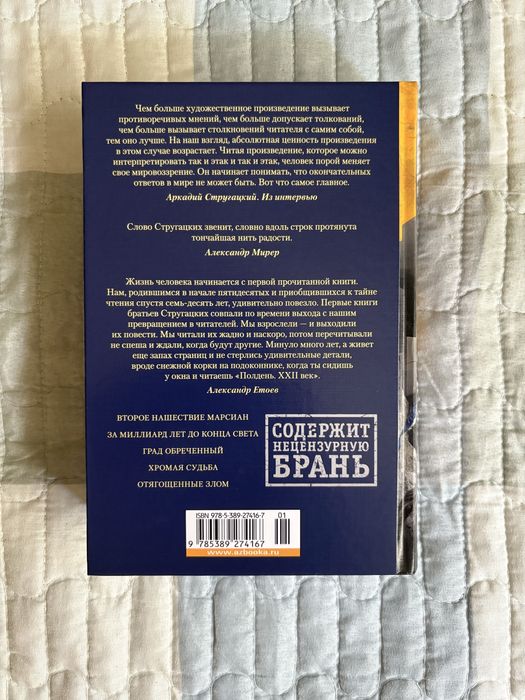 Чем больше художественное произведение вызывает
противоречивых мнений, чем больше допускает толкований,
чем больше вызывает столкновений читателя с самим собой,
тем оно лучше. На наш взгляд, абсолютная ценность произведения
в этом случае возрастает. Читая произведение, которое можно
интерпретировать так и этак и так и этак, человек порой меняет
свое мировоззрение. Он начинает понимать, что окончательных
ответов в мире не может быть. Вот что самое главное.
Аркадий Стругацкий. Из интервью
Слово Стругацких звенит, словно вдоль строк протянута
тончайшая нить радости.
Александр Мирер
Жизнь человека начинается с первой прочитанной книги.
Нам, родившимся в начале пятидесятых и приобщившихся к тайне
чтения спустя семь-десять лет, удивительно повезло. Первые книги
братьев Стругацких совпали по времени выхода с нашим
превращением в читателей. Мы взрослели — и выходили
их повести. Мы читали их жадно и наскоро, потом перечитывали
не спеша и ждали, когда будут другие. Минуло много лет, а живет
еще запах страниц и не стерлись удивительные детали,
вроде снежной корки на подоконнике, когда ты сидишь
у окна и читаешь «Полдень. XXII век».
Александр Етоев
ВТОРОЕ НАШЕСТВИЕ МАРСИАН
ЗА МИЛЛИАРД ЛЕТ ДО КОНЦА СВЕТА
ГРАД ОБРЕЧЕННЫЙ
ХРОМАЯ СУДЬБА
ОТЯГОЩЕННЫЕ ЗЛОМ
СОДЕРЖИТ
НЕЦЕНЗУРНУЮ
БРАНЬ
ISBN 978-5-389-27416-7
01
9 785389 274167
www.azbooka.ru